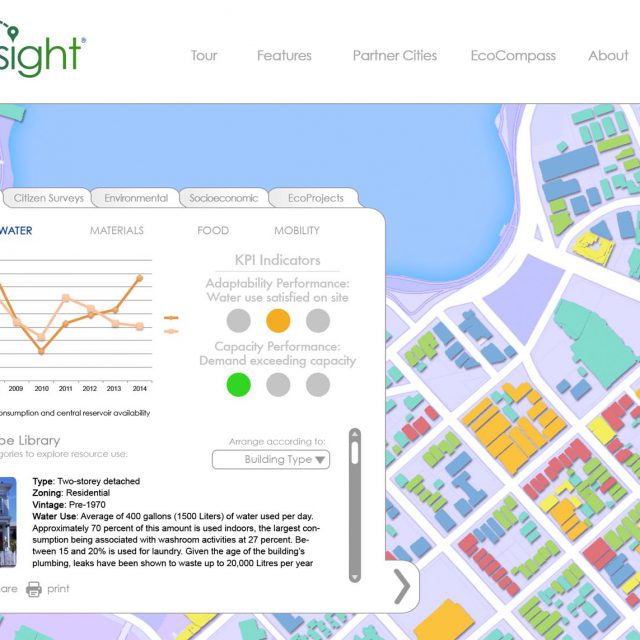 sight®
Tour Features Partner Cities EcoCompass About
Citizen Surveys Environmental Socioeconomic EcoProjects
WATER MATERIALS FOOD MOBILITY
KPI Indicators
Adaptability Performance:
Water use satisfied on site
Capacity Performance:
Demand exceeding capacity
2009 2010 2011 2012 2013 2014
onsumption and central reservoir availability
pe Library
Arrange according to:
gories to explore resource use.
Building Type
Type: Two-storey detached
Zoning: Residential
Vintage: Pre-1970
Water Use: Average of 400 gallons (1500 Liters) of water used per day.
Approximately 70 percent of this amount is used indoors, the largest con-
sumption being associated with washroom activities at 27 percent. Be-
tween 15 and 20% is used for laundry. Given the age of the building's
plumbing, leaks have been shown to waste up to 20,000 Litres per year
are print